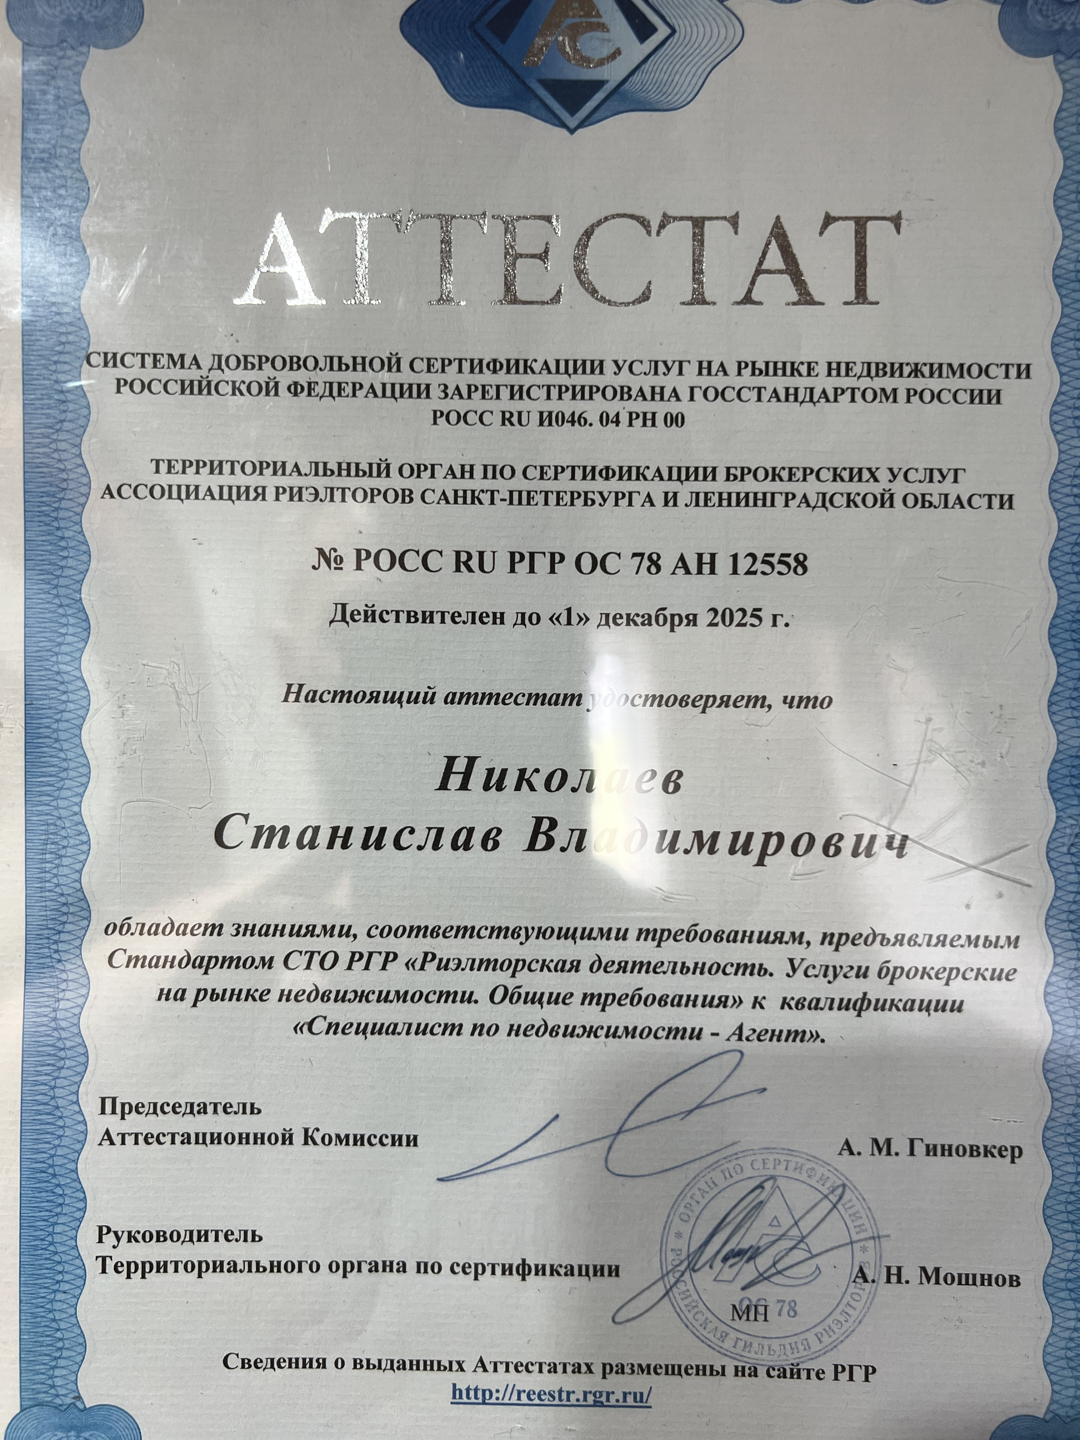 АС
АТТЕСТАТ
СИСТЕМА ДОБРОВОЛЬНОЙ СЕРТИФИКАЦИИ УСЛУГ НА РЫНКЕ НЕДВИЖИМОСТИ
РОССИЙСКОЙ ФЕДЕРАЦИИ ЗАРЕГИСТРИРОВАНА ГОССТАНДАРТОМ РОССИИ
РОСС RU И046. 04 РН 00
ТЕРРИТОРИАЛЬНЫЙ ОРГАН ПО СЕРТИФИКАЦИИ БРОКЕРСКИХ УСЛУГ
АССОЦИАЦИЯ РИЭЛТОРОВ САНКТ-ПЕТЕРБУРГА И ЛЕНИНГРАДСКОЙ ОБЛАСТИ
№ РОСС RU РГР ОС 78 АН 12558
Действителен до «1» декабря 2025 г.
Настоящий аттестат удостоверяет, что
Николаев
Станислав Владимирович
обладает знаниями, соответствующими требованиям, предъявляемым
Стандартом СТО РГР «Риэлторская деятельность. Услуги брокерские
на рынке недвижимости. Общие требования» к квалификации
«Специалист по недвижимости - Агент».
Председатель
Аттестационной Комиссии
А. М. Гиновкер
Руководитель
Территориального органа по сертификации
А. Н. Мощнов
МП
ОРГАН ПО СЕРТИФИКАЦИИ * РОССИЙСКАЯ ГИЛЬДИЯ РИЭЛТОРОВ *
ОС 78
Сведения о выданных Аттестатах размещены на сайте РГР
http://reestr.rgr.ru/